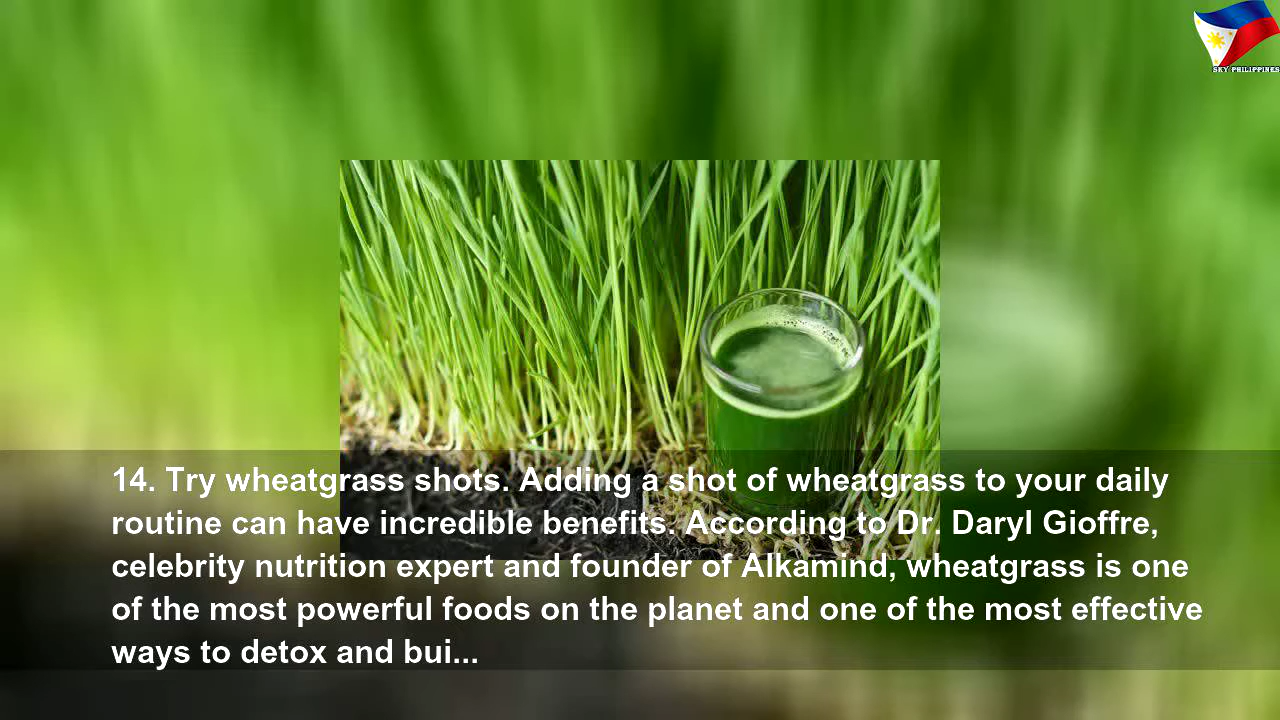 SKY PHILIPPINES
14. Try wheatgrass shots. Adding a shot of wheatgrass to your daily
routine can have incredible benefits. According to Dr. Daryl Gioffre,
celebrity nutrition expert and founder of Alkamind, wheatgrass is one
of the most powerful foods on the planet and one of the most effective
ways to detox and bui...